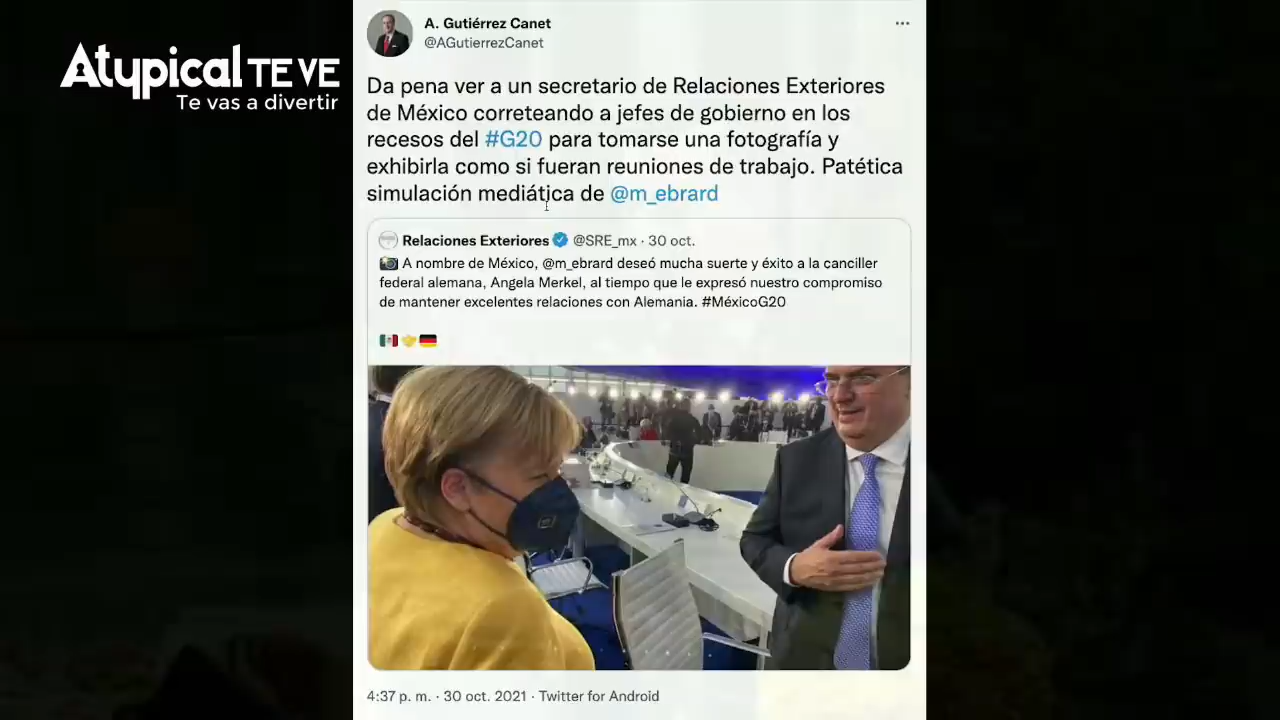 Atypical TE VE
Te vas a divertir
A. Gutiérrez Canet
@AGutierrezCanet
Da pena ver a un secretario de Relaciones Exteriores
de México correteando a jefes de gobierno en los
recesos del #G20 para tomarse una fotografía y
exhibirla como si fueran reuniones de trabajo. Patética
simulación mediática de @m_ebrard
Relaciones Exteriores @SRE_mx · 30 oct.
A nombre de México, @m_ebrard deseó mucha suerte y éxito a la canciller
federal alemana, Angela Merkel, al tiempo que le expresó nuestro compromiso
de mantener excelentes relaciones con Alemania. #MéxicoG20
4:37 p. m. · 30 oct. 2021 · Twitter for Android